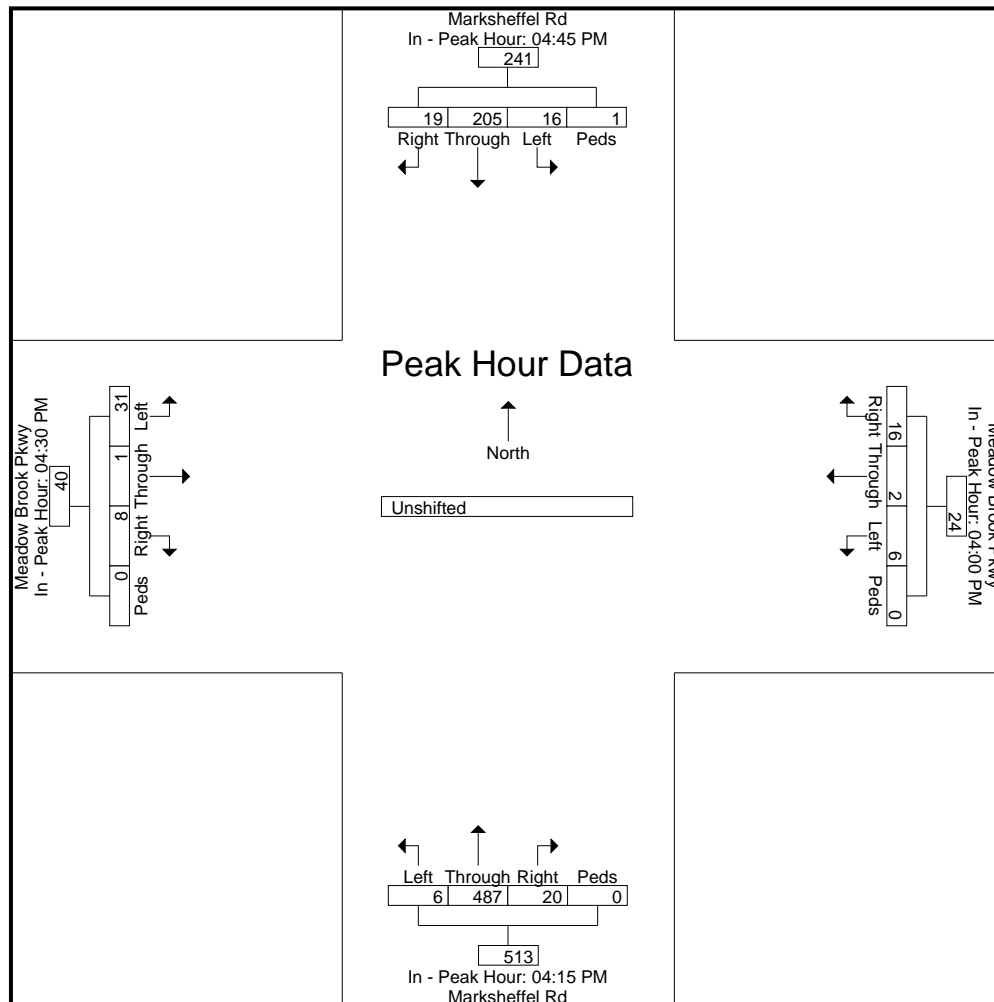 Marksheffel Rd
In - Peak Hour: 04:45 PM
241
19 205 16 1
Right Through Left Peds
Peak Hour Data
North
Unshifted
Meadow Brook Pkwy
In - Peak Hour: 04:30 PM
40
31 1 8 0
Left Through Right Peds
Meadow Brook Pkwy
In - Peak Hour: 04:00 PM
24
16 2 6 0
Right Through Left Peds
Left Through Right Peds
6 487 20 0
513
In - Peak Hour: 04:15 PM
Marksheffel Rd